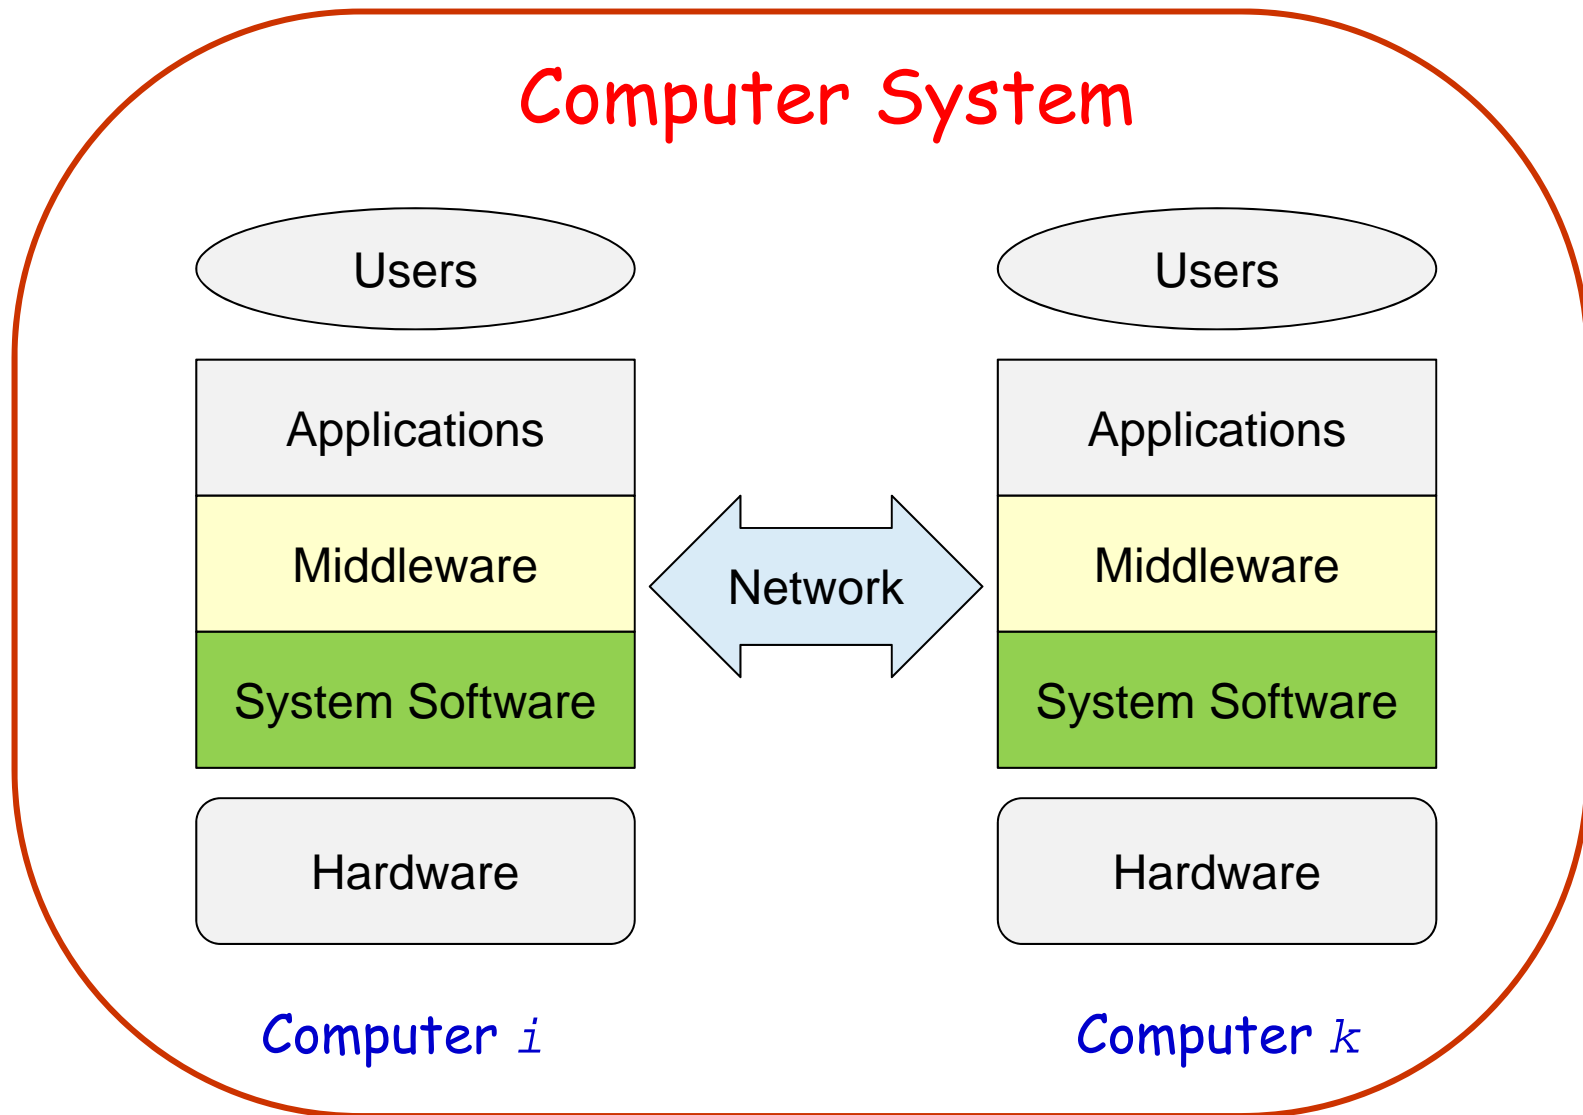 Computer System
Users
Applications
Middleware
System Software
Hardware
Computer i
Network
Users
Applications
Middleware
System Software
Hardware
Computer k